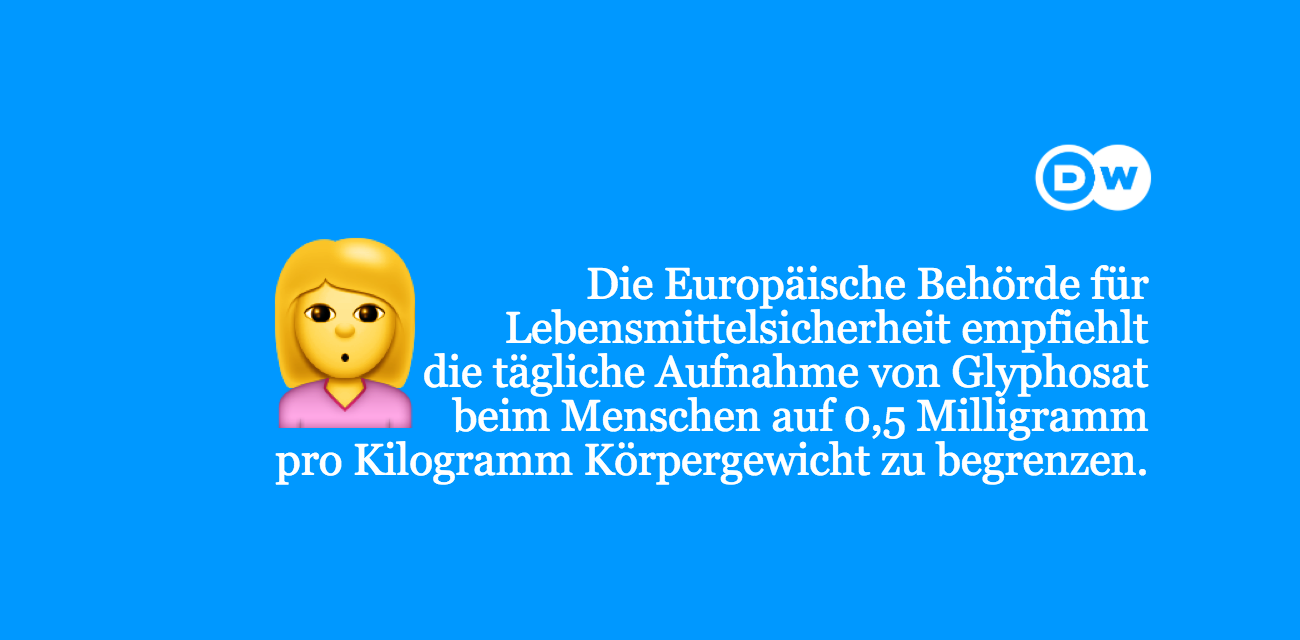 DW
Die Europäische Behörde für
Lebensmittelsicherheit empfiehlt
die tägliche Aufnahme von Glyphosat
beim Menschen auf 0,5 Milligramm
pro Kilogramm Körpergewicht zu begrenzen.